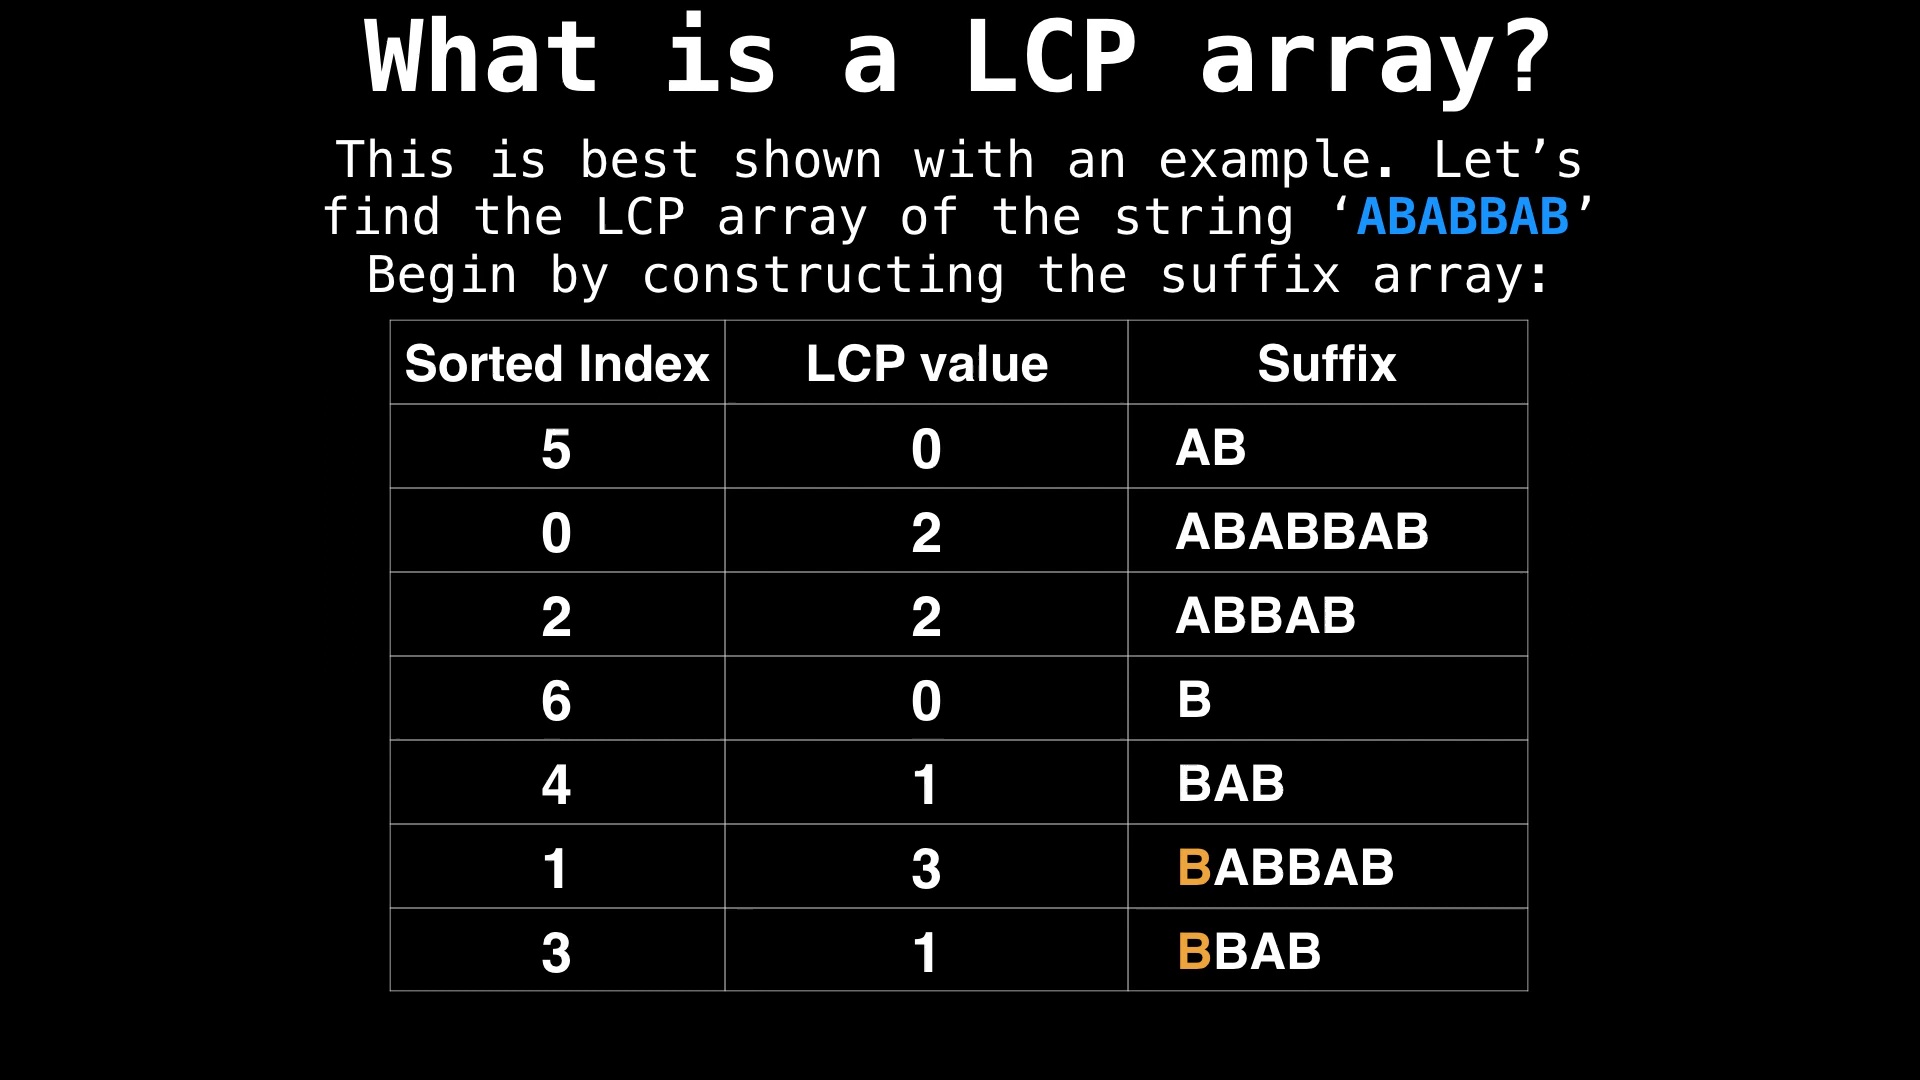 What is a LCP array?
This is best shown with an example. Let’s
find the LCP array of the string ‘ABABBAB’
Begin by constructing the suffix array:
Sorted Index LCP value Suffix
5 0 AB
0 2 ABABBAB
2 2 ABBAB
6 0 B
4 1 BAB
1 3 BABBAB
3 1 BBAB